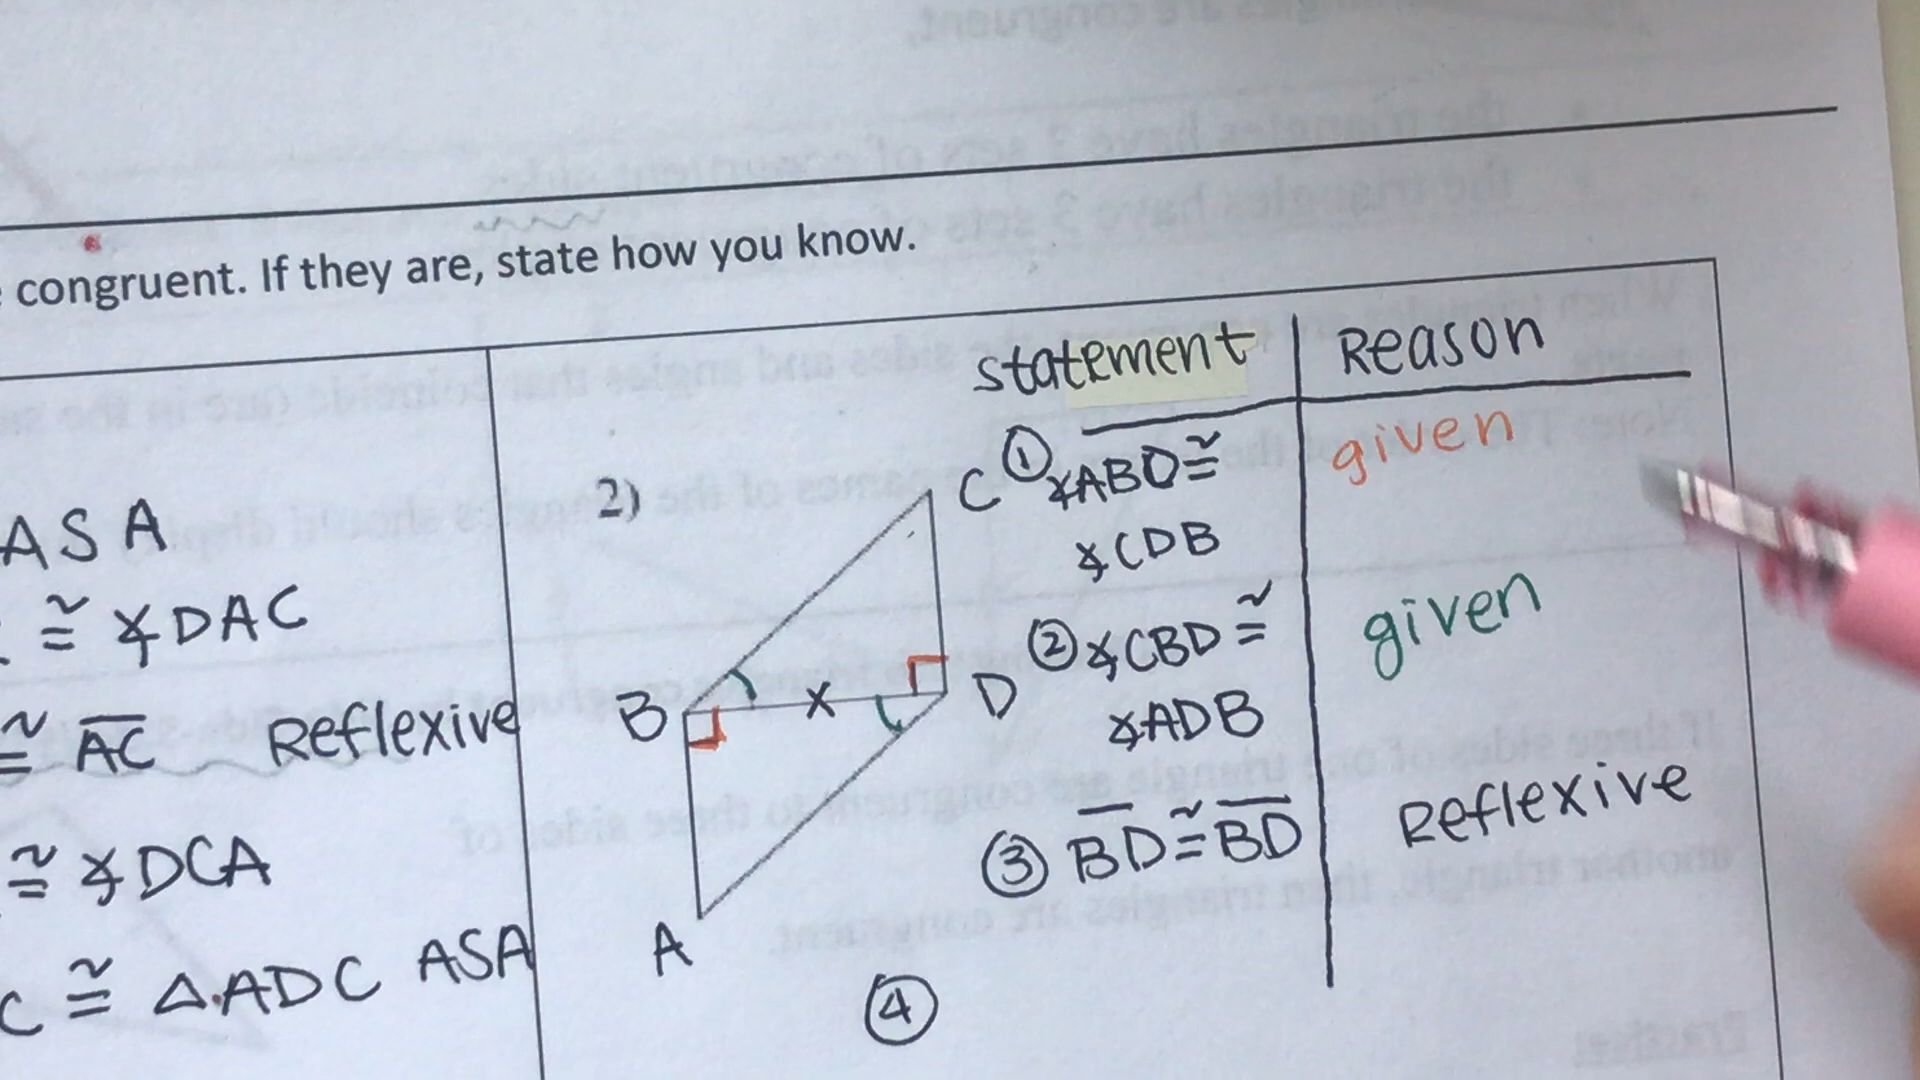 congruent. If they are, state how you know.
ASA
≅ ∡DAC
≅ AC Reflexive
≅ ∡DCA
C ≅ △ADC ASA
2)
C
B
x
D
A
statement Reason
① ∡ABD ≅ given
∡CDB
② ∡CBD ≅ given
∡ADB
③ BD ≅ BD Reflexive
④